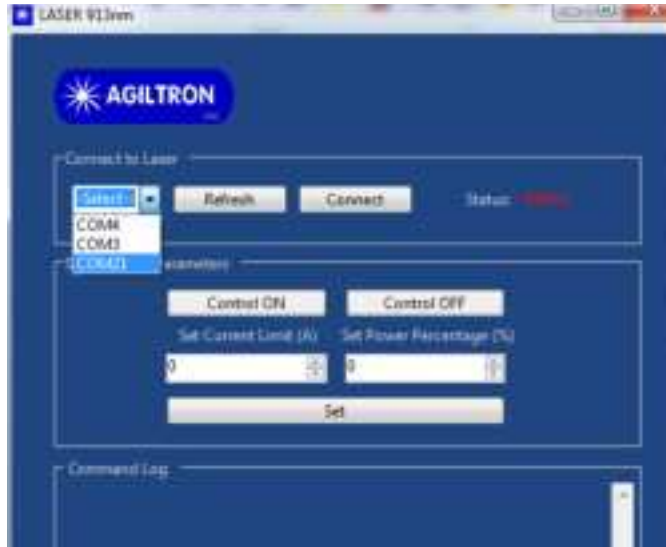 LASER 913nm
AGILTRON
Connect to Laser
-Select- Refresh Connect Status:
COM4
COM3
COM21
Control ON Control OFF
Set Current Limit (A) Set Power Percentage (%)
0 0
Set
Command Log